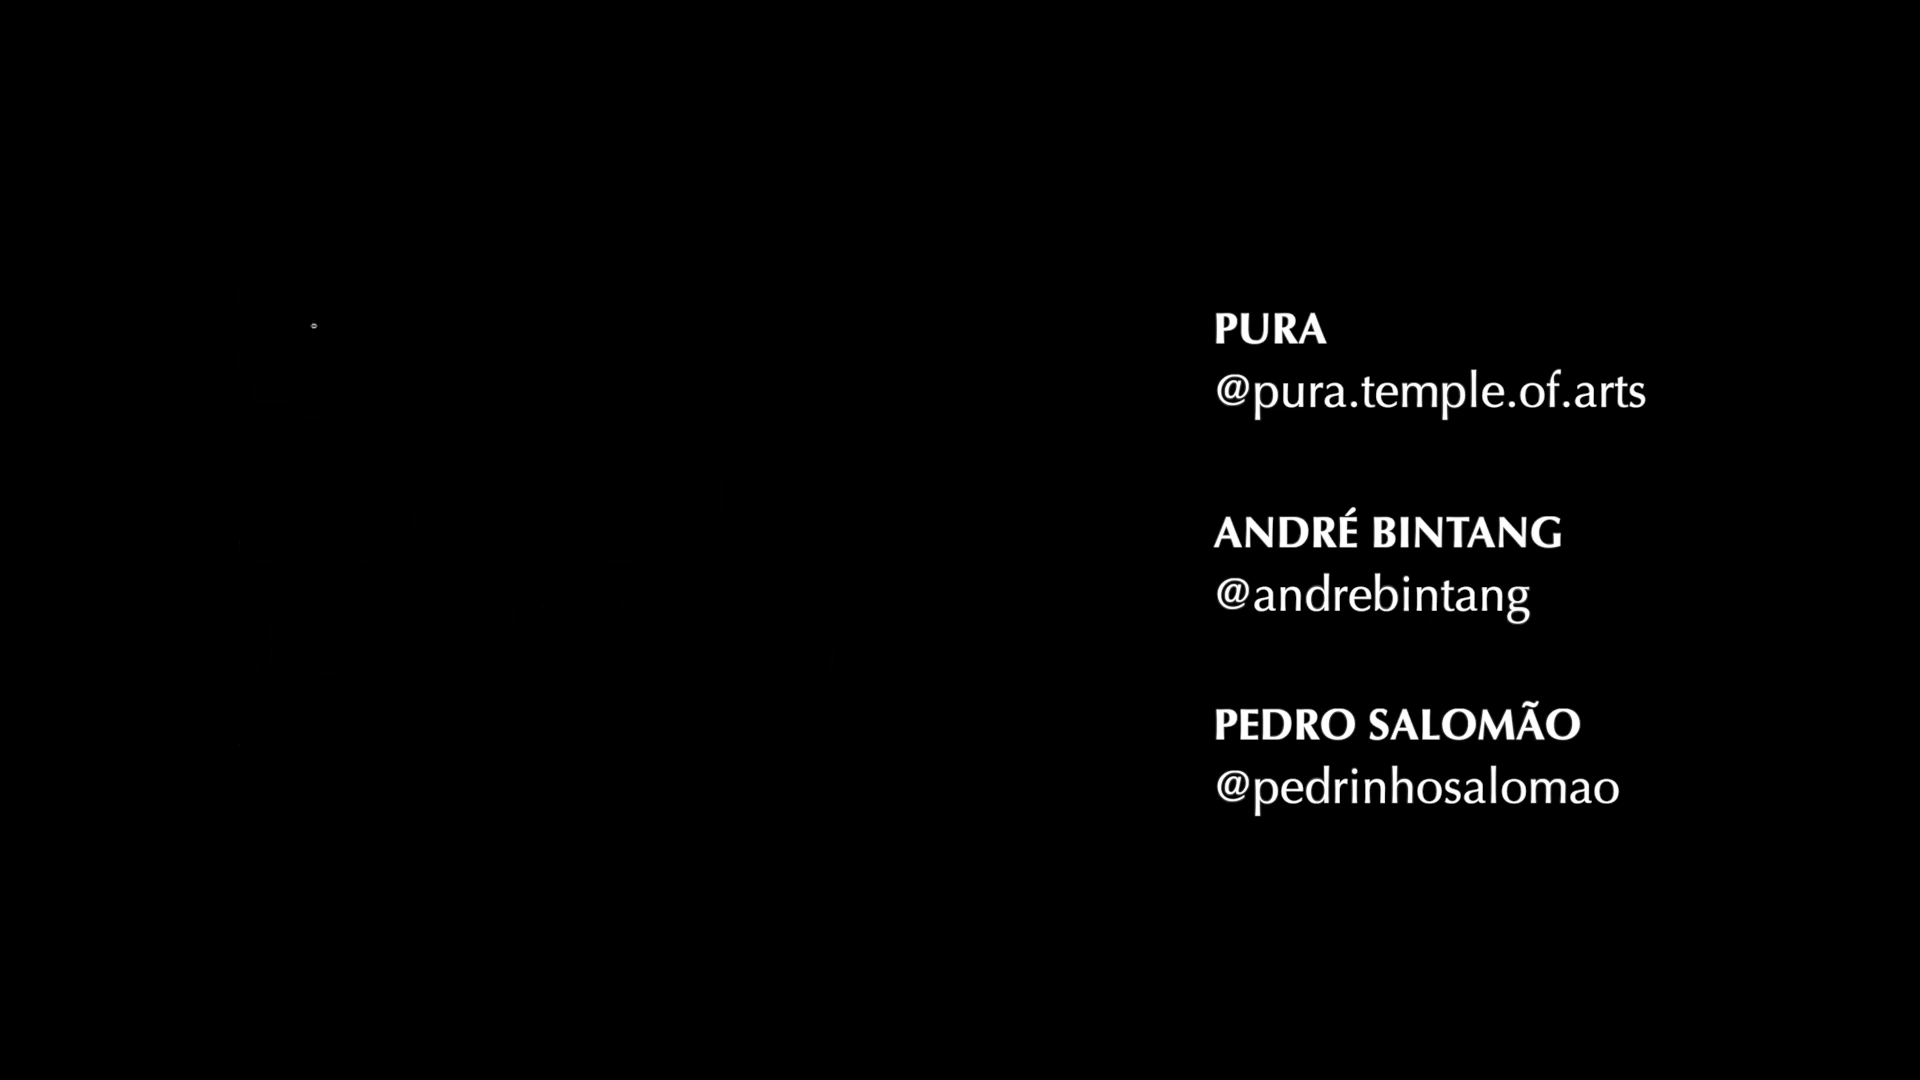 PURA
@pura.temple.of.arts
ANDRÉ BINTANG
@andrebintang
PEDRO SALOMÃO
@pedrinhosalomao